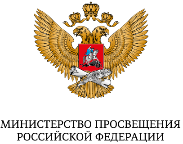 МИНИСТЕРСТВО ПРОСВЕЩЕНИЯ
РОССИЙСКОЙ ФЕДЕРАЦИИ